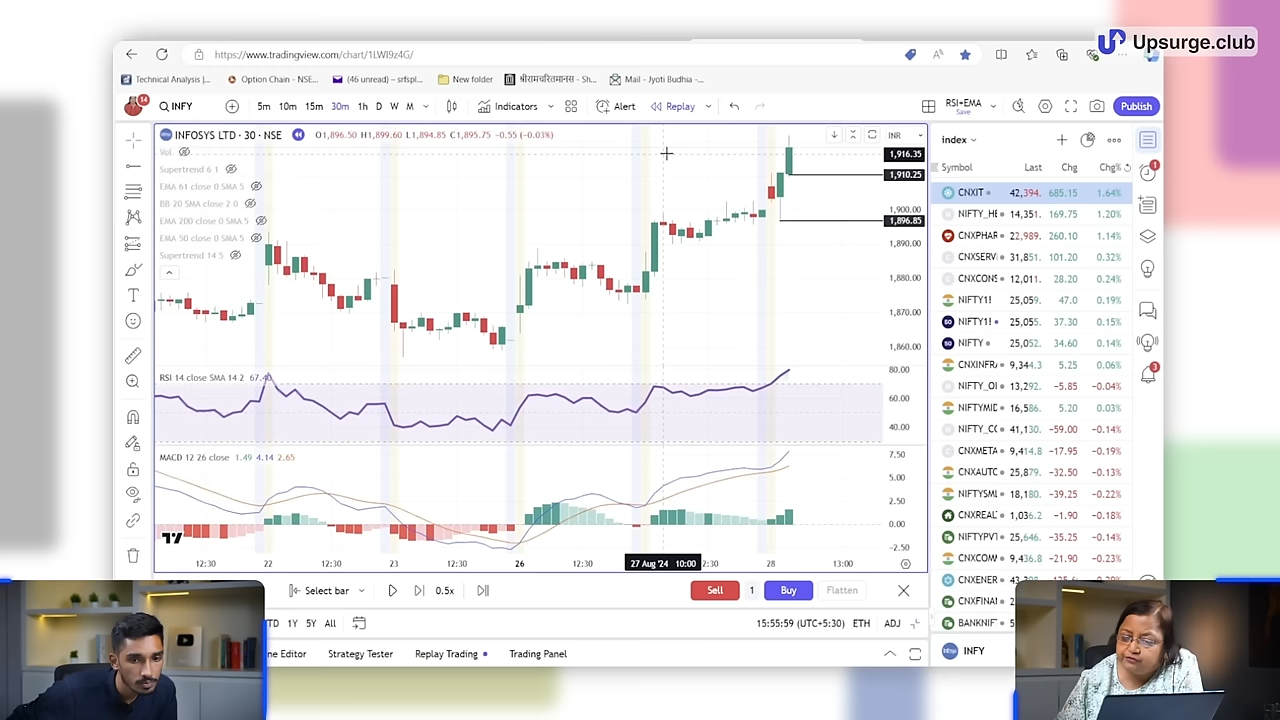 Upsurge.club
https://www.tradingview.com/chart/1LWI9z4G/
Technical Analysis |... Option Chain - NSE... (46 unread) – srfspl... New folder श्रीरामचरितमानस - Sh... Mail - Jyoti Budhia -...
14 INFY 5m 10m 15m 30m 1h D W M Indicators Alert Replay RSI+EMA Save Publish
INFOSYS LTD · 30 · NSE O1,896.50 H1,899.60 L1,894.85 C1,895.75 -0.55 (-0.03%) INR
Vol.
Supertrend 6 1
EMA 61 close 0 SMA 5
BB 20 SMA close 2 0
EMA 200 close 0 SMA 5
EMA 50 close 0 SMA 5
Supertrend 14 5
1,916.35
1,910.25
1,900.00
1,896.85
1,890.00
1,880.00
1,870.00
1,860.00
RSI 14 close SMA 14 2 67.40
80.00
60.00
40.00
MACD 12 26 close 1.49 4.14 2.65
7.50
5.00
2.50
0.00
-2.50
12:30 22 12:30 23 12:30 26 12:30 27 Aug '24 10:00 2:30 28 13:00
Select bar 0.5x Sell 1 Buy Flatten
TD 1Y 5Y All 15:55:59 (UTC+5:30) ETH ADJ
ne Editor Strategy Tester Replay Trading Trading Panel
index
Symbol Last Chg Chg%
CNXIT 42,394. 685.15 1.64%
NIFTY_HE 14,351. 169.75 1.20%
CNXPHAR 22,989. 260.10 1.14%
CNXSERV 31,851. 101.20 0.32%
CNXCONS 12,011. 28.20 0.24%
NIFTY1! 25,059. 47.0 0.19%
NIFTY1! 25,055. 37.30 0.15%
NIFTY 25,052. 34.60 0.14%
CNXINFRA 9,344.3 5.25 0.06%
NIFTY_OI 13,292. -5.85 -0.04%
NIFTYMID 16,586. 5.20 0.03%
NIFTY_CO 41,130. -59.00 -0.14%
CNXMETA 9,414.8 -17.95 -0.19%
CNXAUTO 25,879. -32.50 -0.13%
NIFTYSML 18,180. -39.25 -0.22%
CNXREAL 1,036.2 -1.90 -0.18%
NIFTYPV 25,646. -35.25 -0.14%
CNXCOM 9,436.8 -21.90 -0.23%
CNXENER
CNXFINA
BANKNIF
INFY
1
3